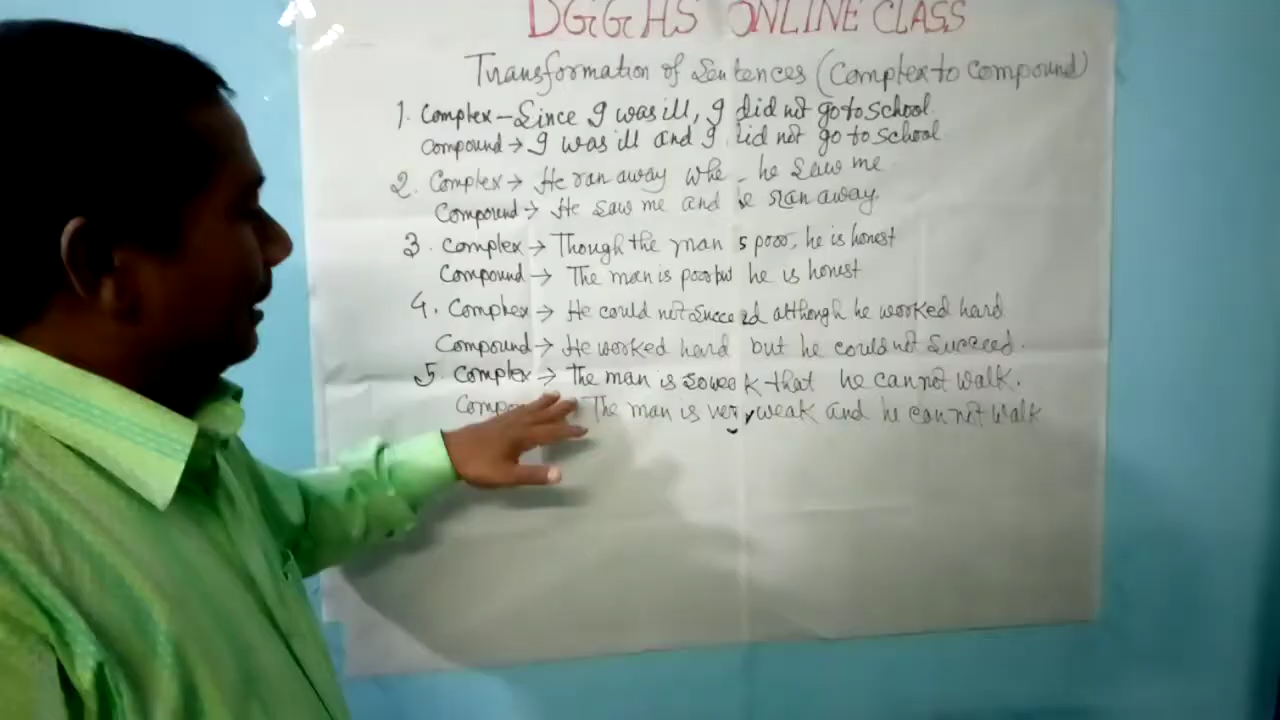 DGGHS ONLINE CLASS
Transformation of Sentences (Complex to Compound)
1. Complex – Since I was ill, I did not go to school.
Compound → I was ill and I did not go to school
2. Complex → He ran away whe he saw me
Compound → He saw me and he ran away.
3. Complex → Though the man is poor, he is honest
Compound → The man is poor but he is honest
4. Complex → He could not succeed although he worked hard
Compound → He worked hard but he could not succeed.
5. Complex → The man is so weak that he cannot walk.
The man is very weak and he can not walk